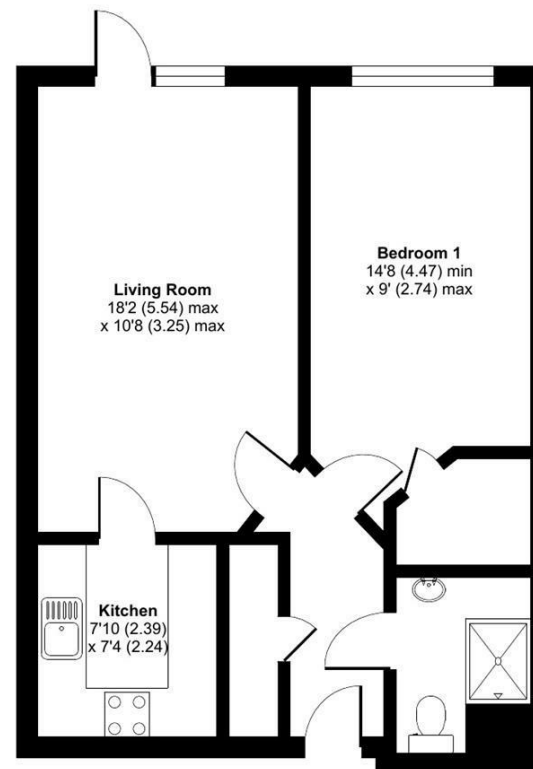 Bedroom 1
14'8 (4.47) min
x 9' (2.74) max
Living Room
18'2 (5.54) max
x 10'8 (3.25) max
Kitchen
7'10 (2.39)
x 7'4 (2.24)